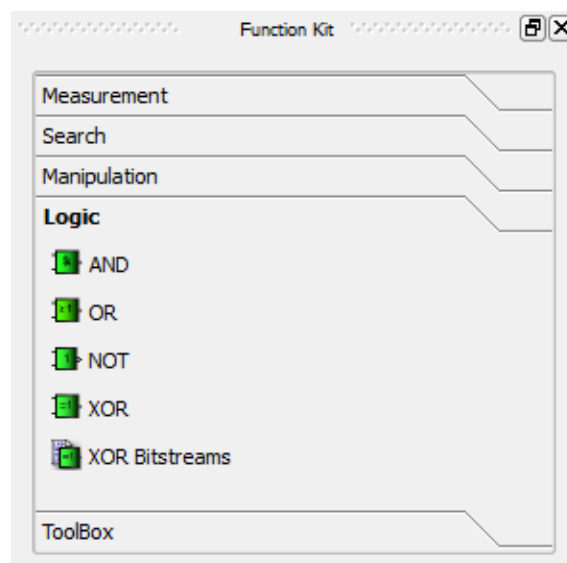 Function Kit
Measurement
Search
Manipulation
Logic
AND
OR
NOT
XOR
XOR Bitstreams
ToolBox